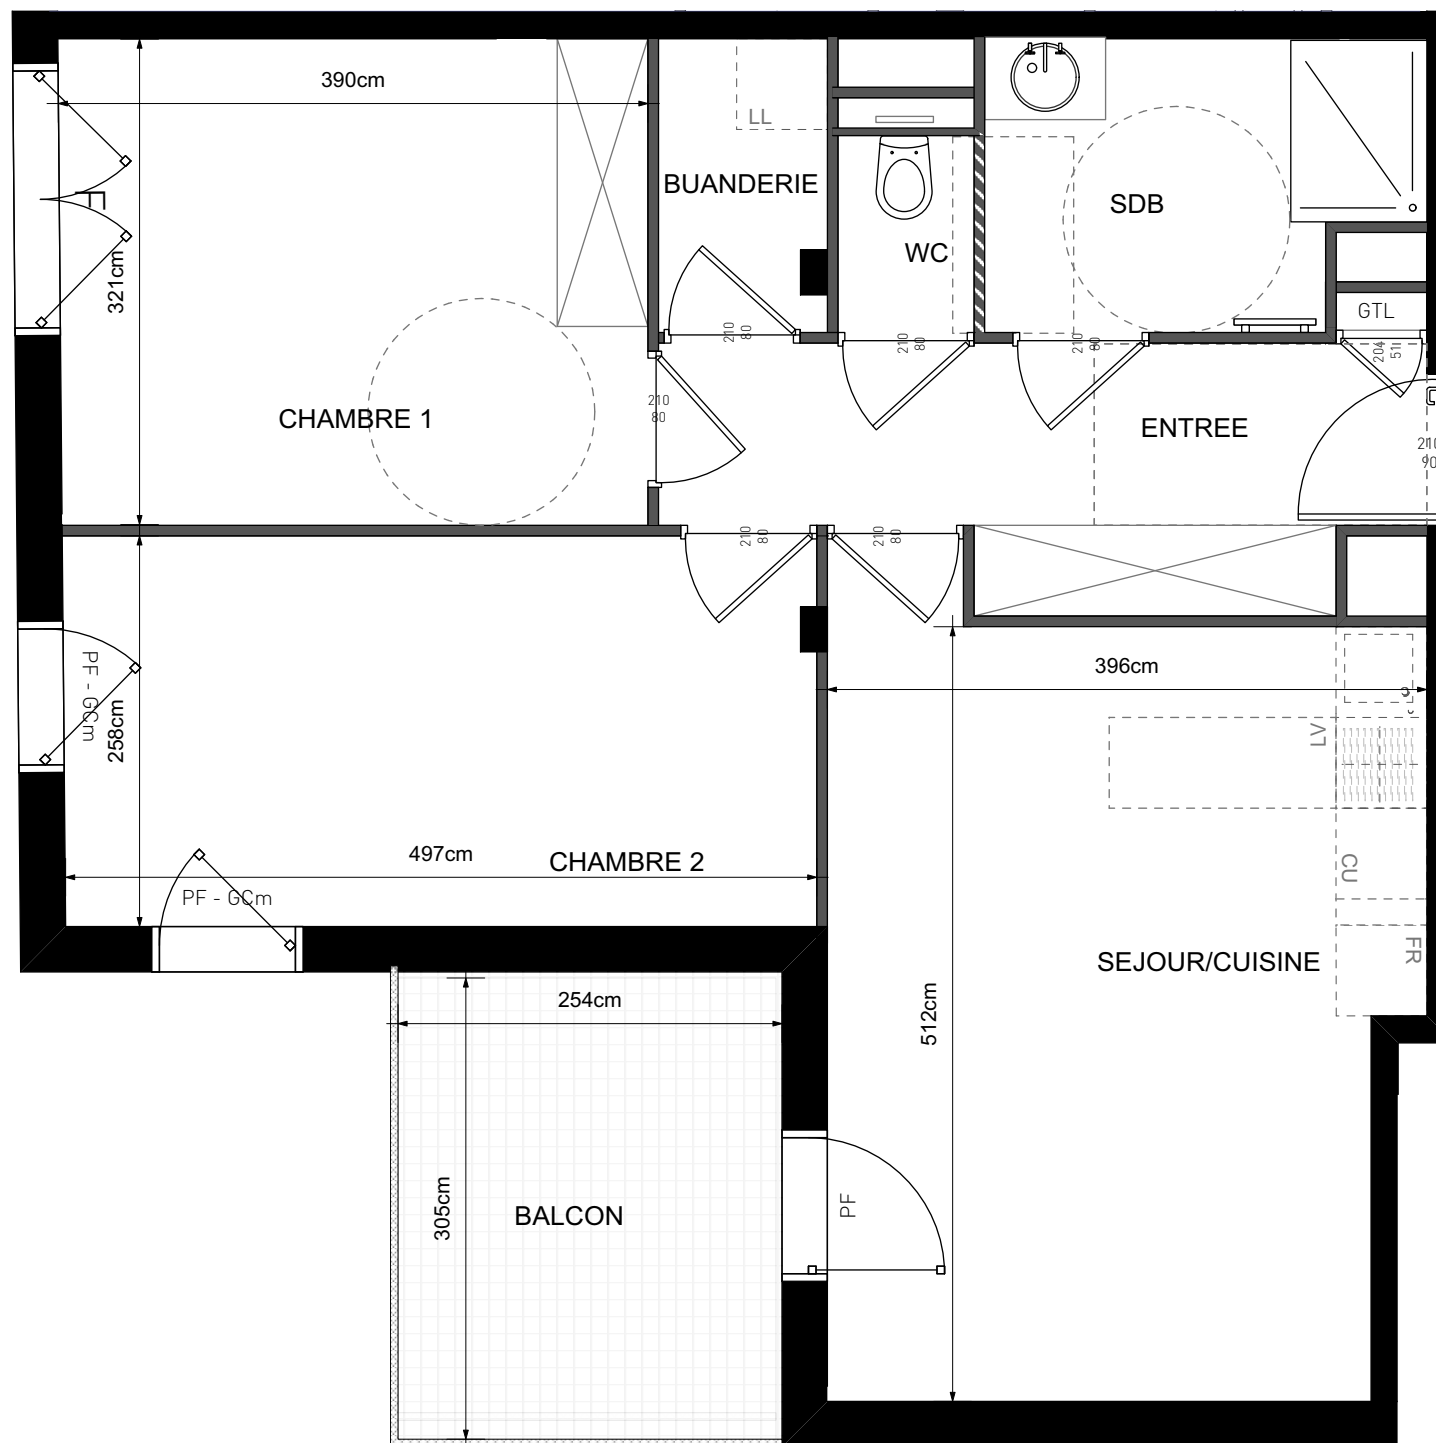 390cm
LL
BUANDERIE
SDB
F
WC
321cm
GTL
210
80
210
80
210
80
204
51
210
80
CHAMBRE 1
ENTREE
210
90
210
80
210
80
PF - GCm
258cm
396cm
LV
497cm
CHAMBRE 2
CU
PF - GCm
FR
SEJOUR/CUISINE
254cm
512cm
305cm
BALCON
PF